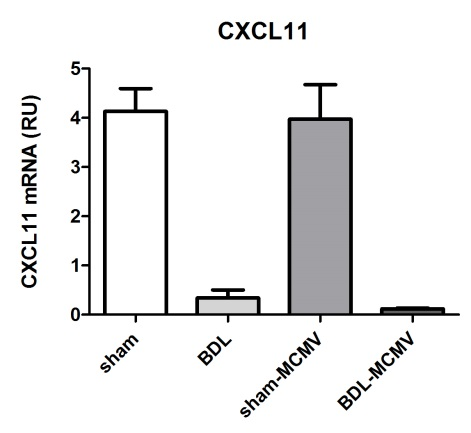 CXCL11
CXCL11 mRNA (RU)
5
4
3
2
1
0
sham
BDL
sham-MCMV
BDL-MCMV